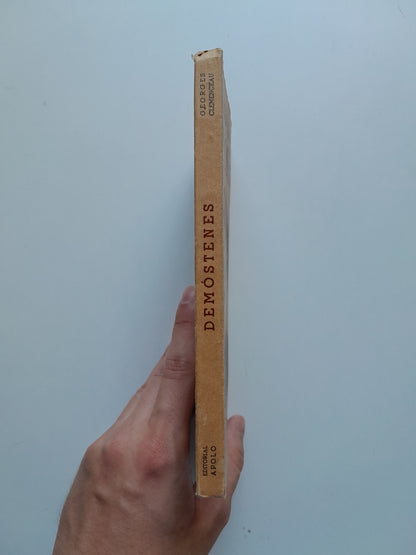 GEORGES
CLEMENCEAU
DEMÓSTENES
EDITORIAL
APOLO